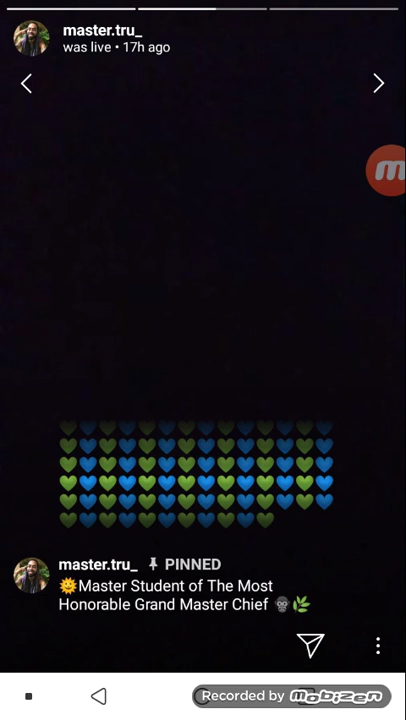 master.tru_
was live • 17h ago
master.tru_ PINNED
🌞Master Student of The Most
Honorable Grand Master Chief 💀🌿
Recorded by mobizen